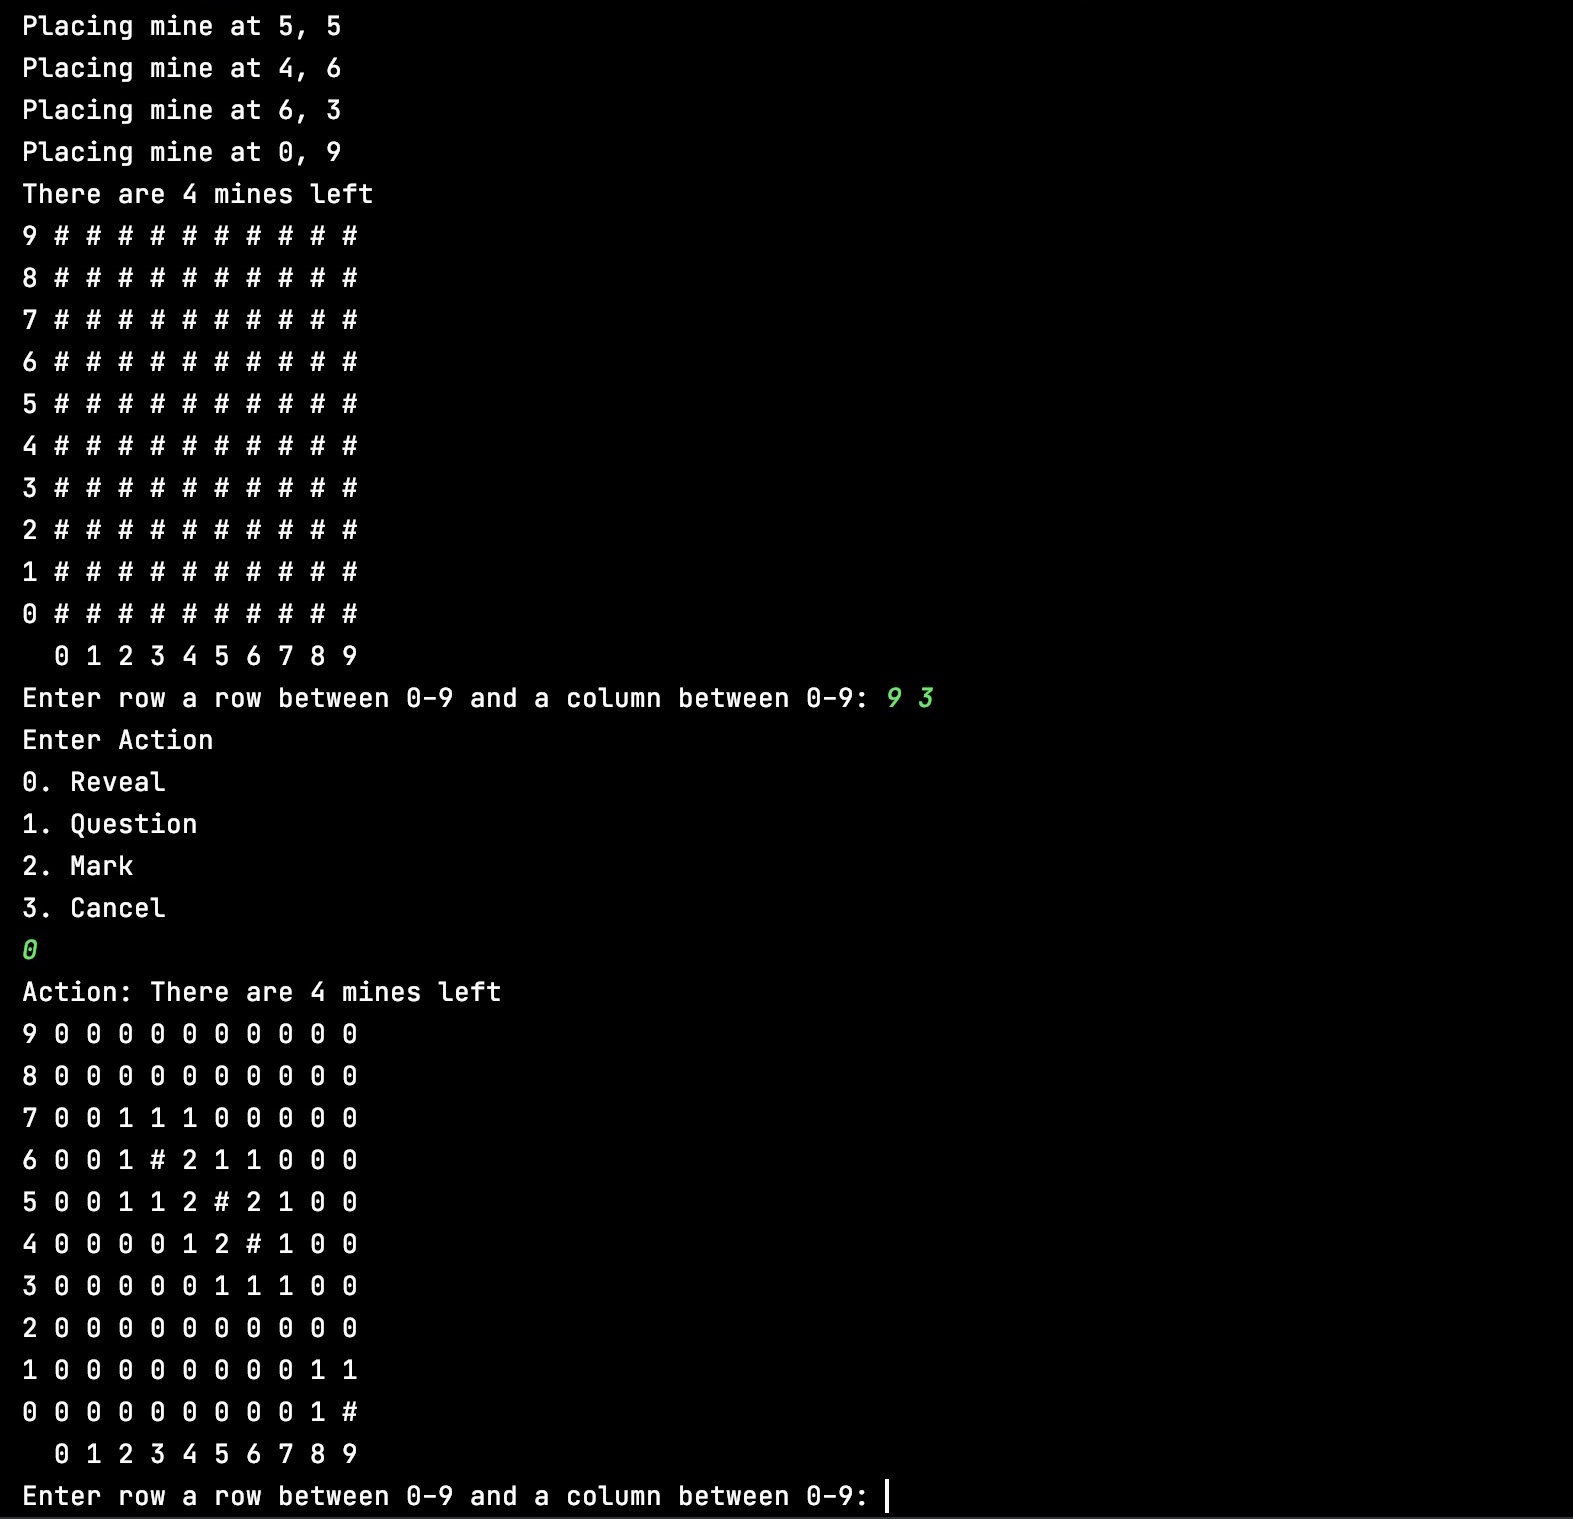 Placing mine at 5, 5
Placing mine at 4, 6
Placing mine at 6, 3
Placing mine at 0, 9
There are 4 mines left
9 # # # # # # # # # #
8 # # # # # # # # # #
7 # # # # # # # # # #
6 # # # # # # # # # #
5 # # # # # # # # # #
4 # # # # # # # # # #
3 # # # # # # # # # #
2 # # # # # # # # # #
1 # # # # # # # # # #
0 # # # # # # # # # #
  0 1 2 3 4 5 6 7 8 9
Enter row a row between 0-9 and a column between 0-9: 9 3
Enter Action
0. Reveal
1. Question
2. Mark
3. Cancel
0
Action: There are 4 mines left
9 0 0 0 0 0 0 0 0 0 0
8 0 0 0 0 0 0 0 0 0 0
7 0 0 1 1 1 0 0 0 0 0
6 0 0 1 # 2 1 1 0 0 0
5 0 0 1 1 2 # 2 1 0 0
4 0 0 0 0 1 2 # 1 0 0
3 0 0 0 0 0 1 1 1 0 0
2 0 0 0 0 0 0 0 0 0 0
1 0 0 0 0 0 0 0 0 1 1
0 0 0 0 0 0 0 0 0 1 #
  0 1 2 3 4 5 6 7 8 9
Enter row a row between 0-9 and a column between 0-9: